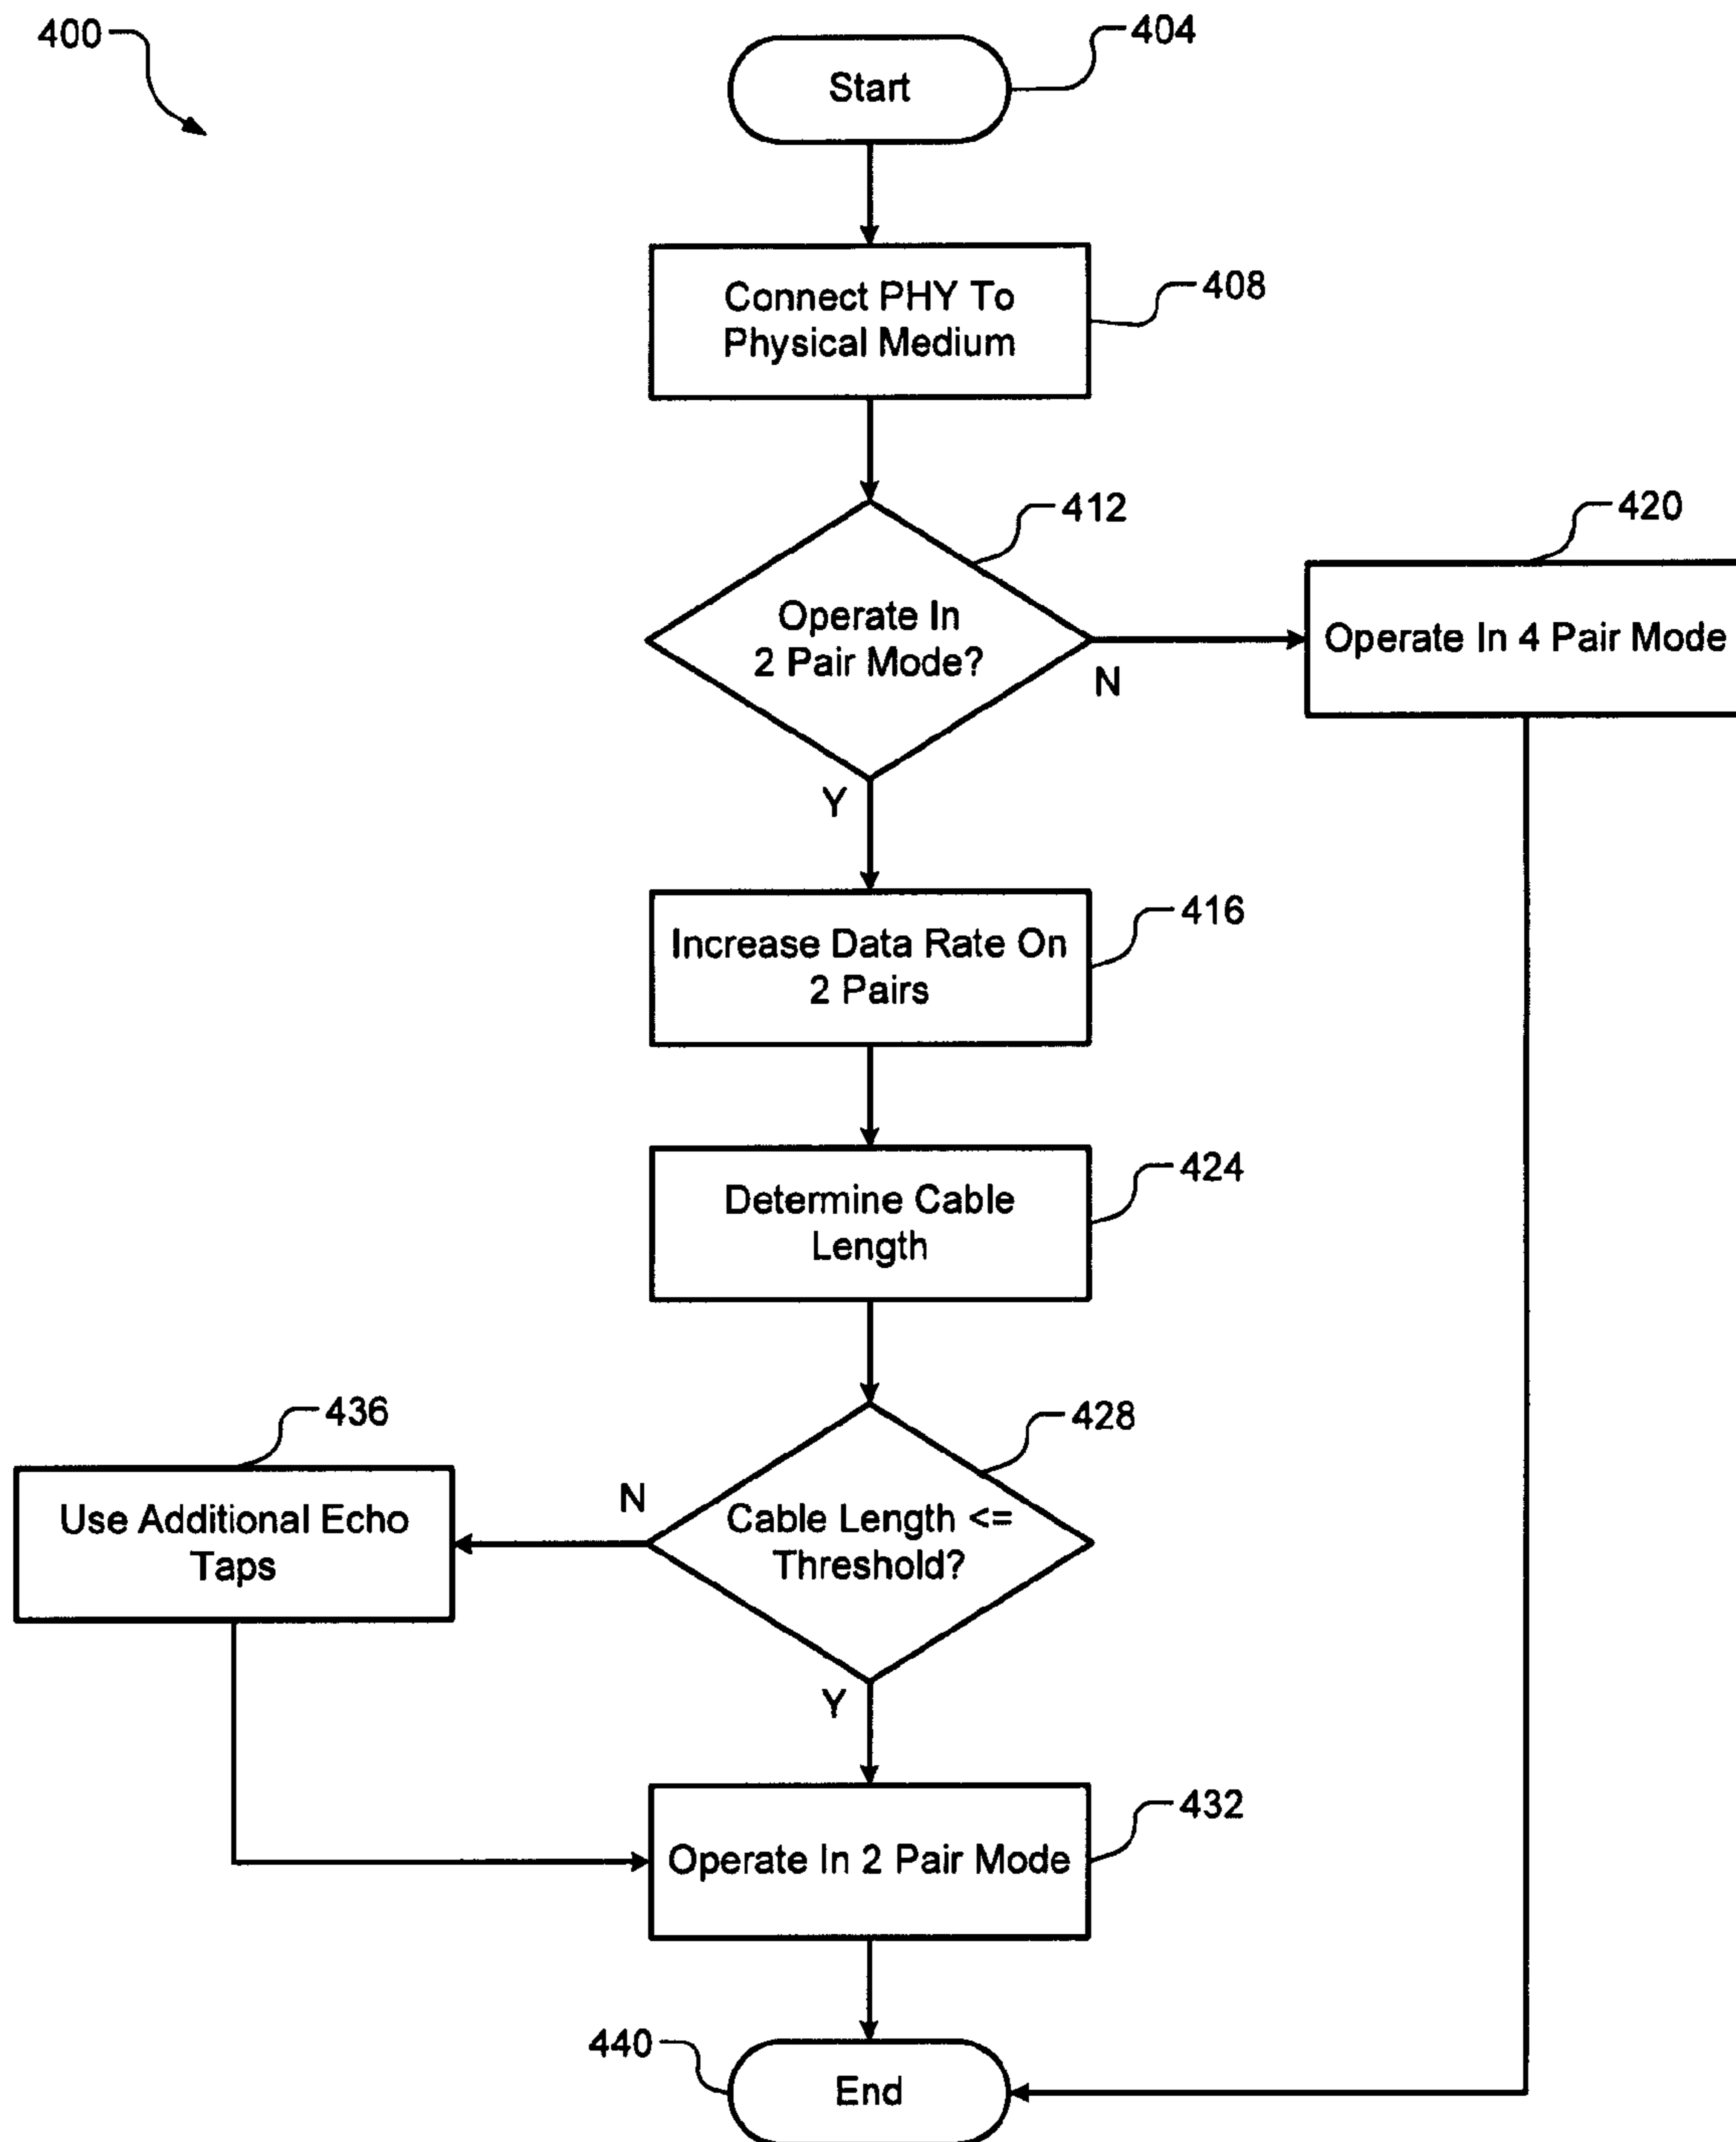 400
404
Start
408
Connect PHY To
Physical Medium
412
Operate In
2 Pair Mode?
420
Operate In 4 Pair Mode
N
Y
416
Increase Data Rate On
2 Pairs
424
Determine Cable
Length
428
Cable Length <=
Threshold?
436
Use Additional Echo
Taps
N
Y
432
Operate In 2 Pair Mode
440
End